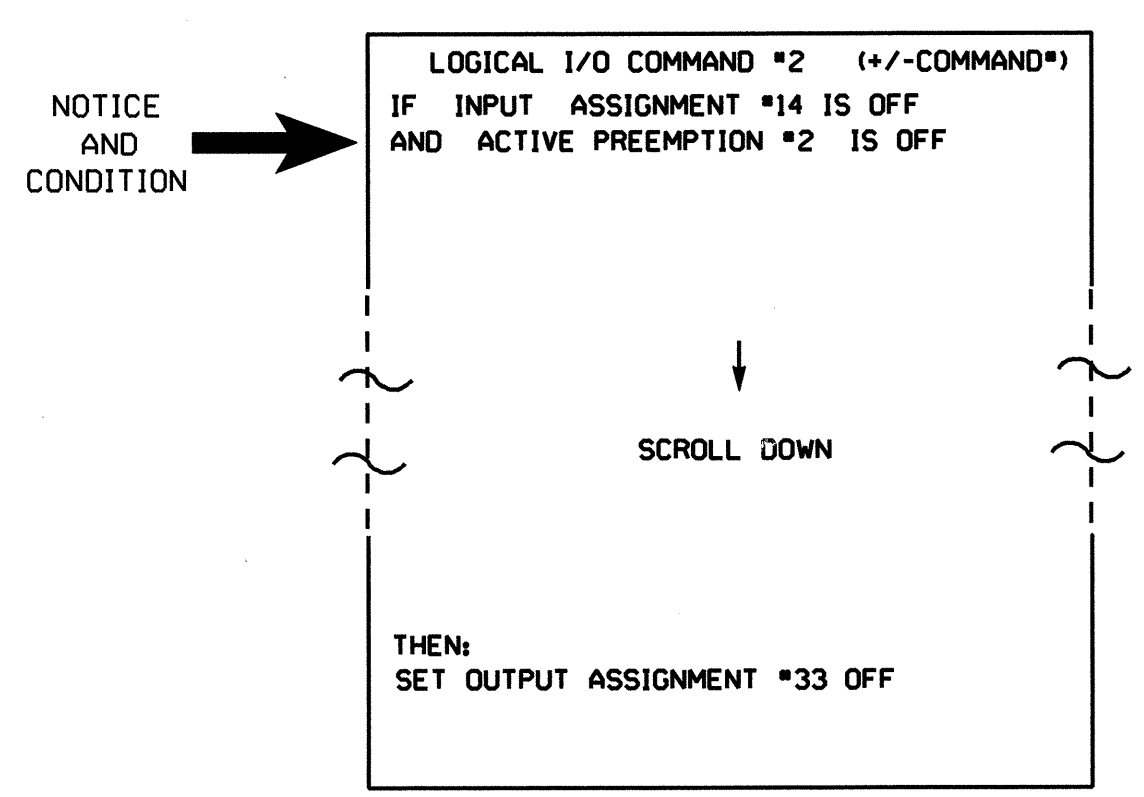 LOGICAL I/O COMMAND #2 (+/-COMMAND#)
IF INPUT ASSIGNMENT #14 IS OFF
AND ACTIVE PREEMPTION #2 IS OFF
NOTICE
AND
CONDITION
SCROLL DOWN
THEN:
SET OUTPUT ASSIGNMENT #33 OFF